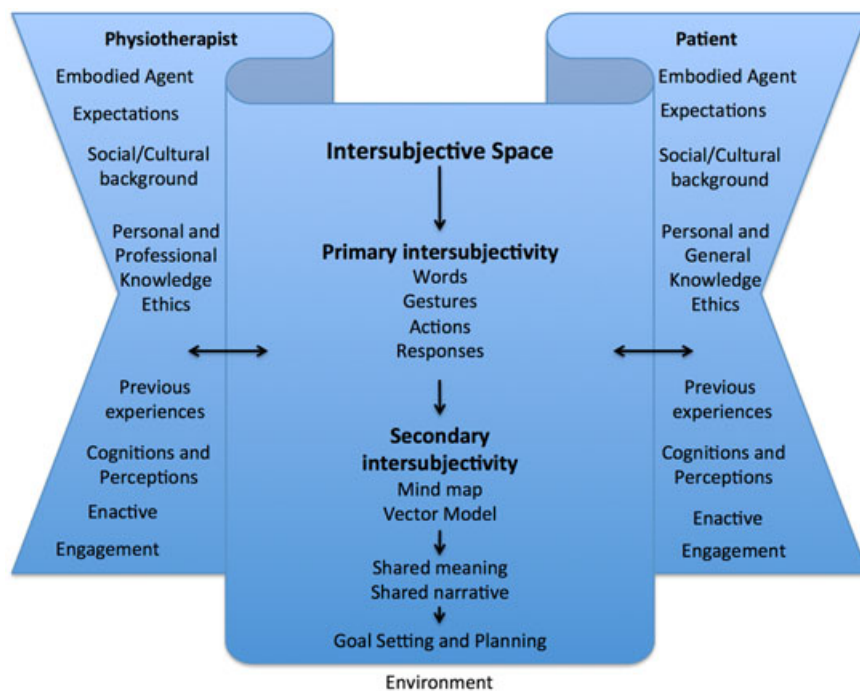 Physiotherapist
Embodied Agent
Expectations
Social/Cultural
background
Personal and
Professional
Knowledge
Ethics
Previous
experiences
Cognitions and
Perceptions
Enactive
Engagement
Intersubjective Space
Primary intersubjectivity
Words
Gestures
Actions
Responses
Secondary
intersubjectivity
Mind map
Vector Model
Shared meaning
Shared narrative
Goal Setting and Planning
Patient
Embodied Agent
Expectations
Social/Cultural
background
Personal and
General
Knowledge
Ethics
Previous
experiences
Cognitions and
Perceptions
Enactive
Engagement
Environment